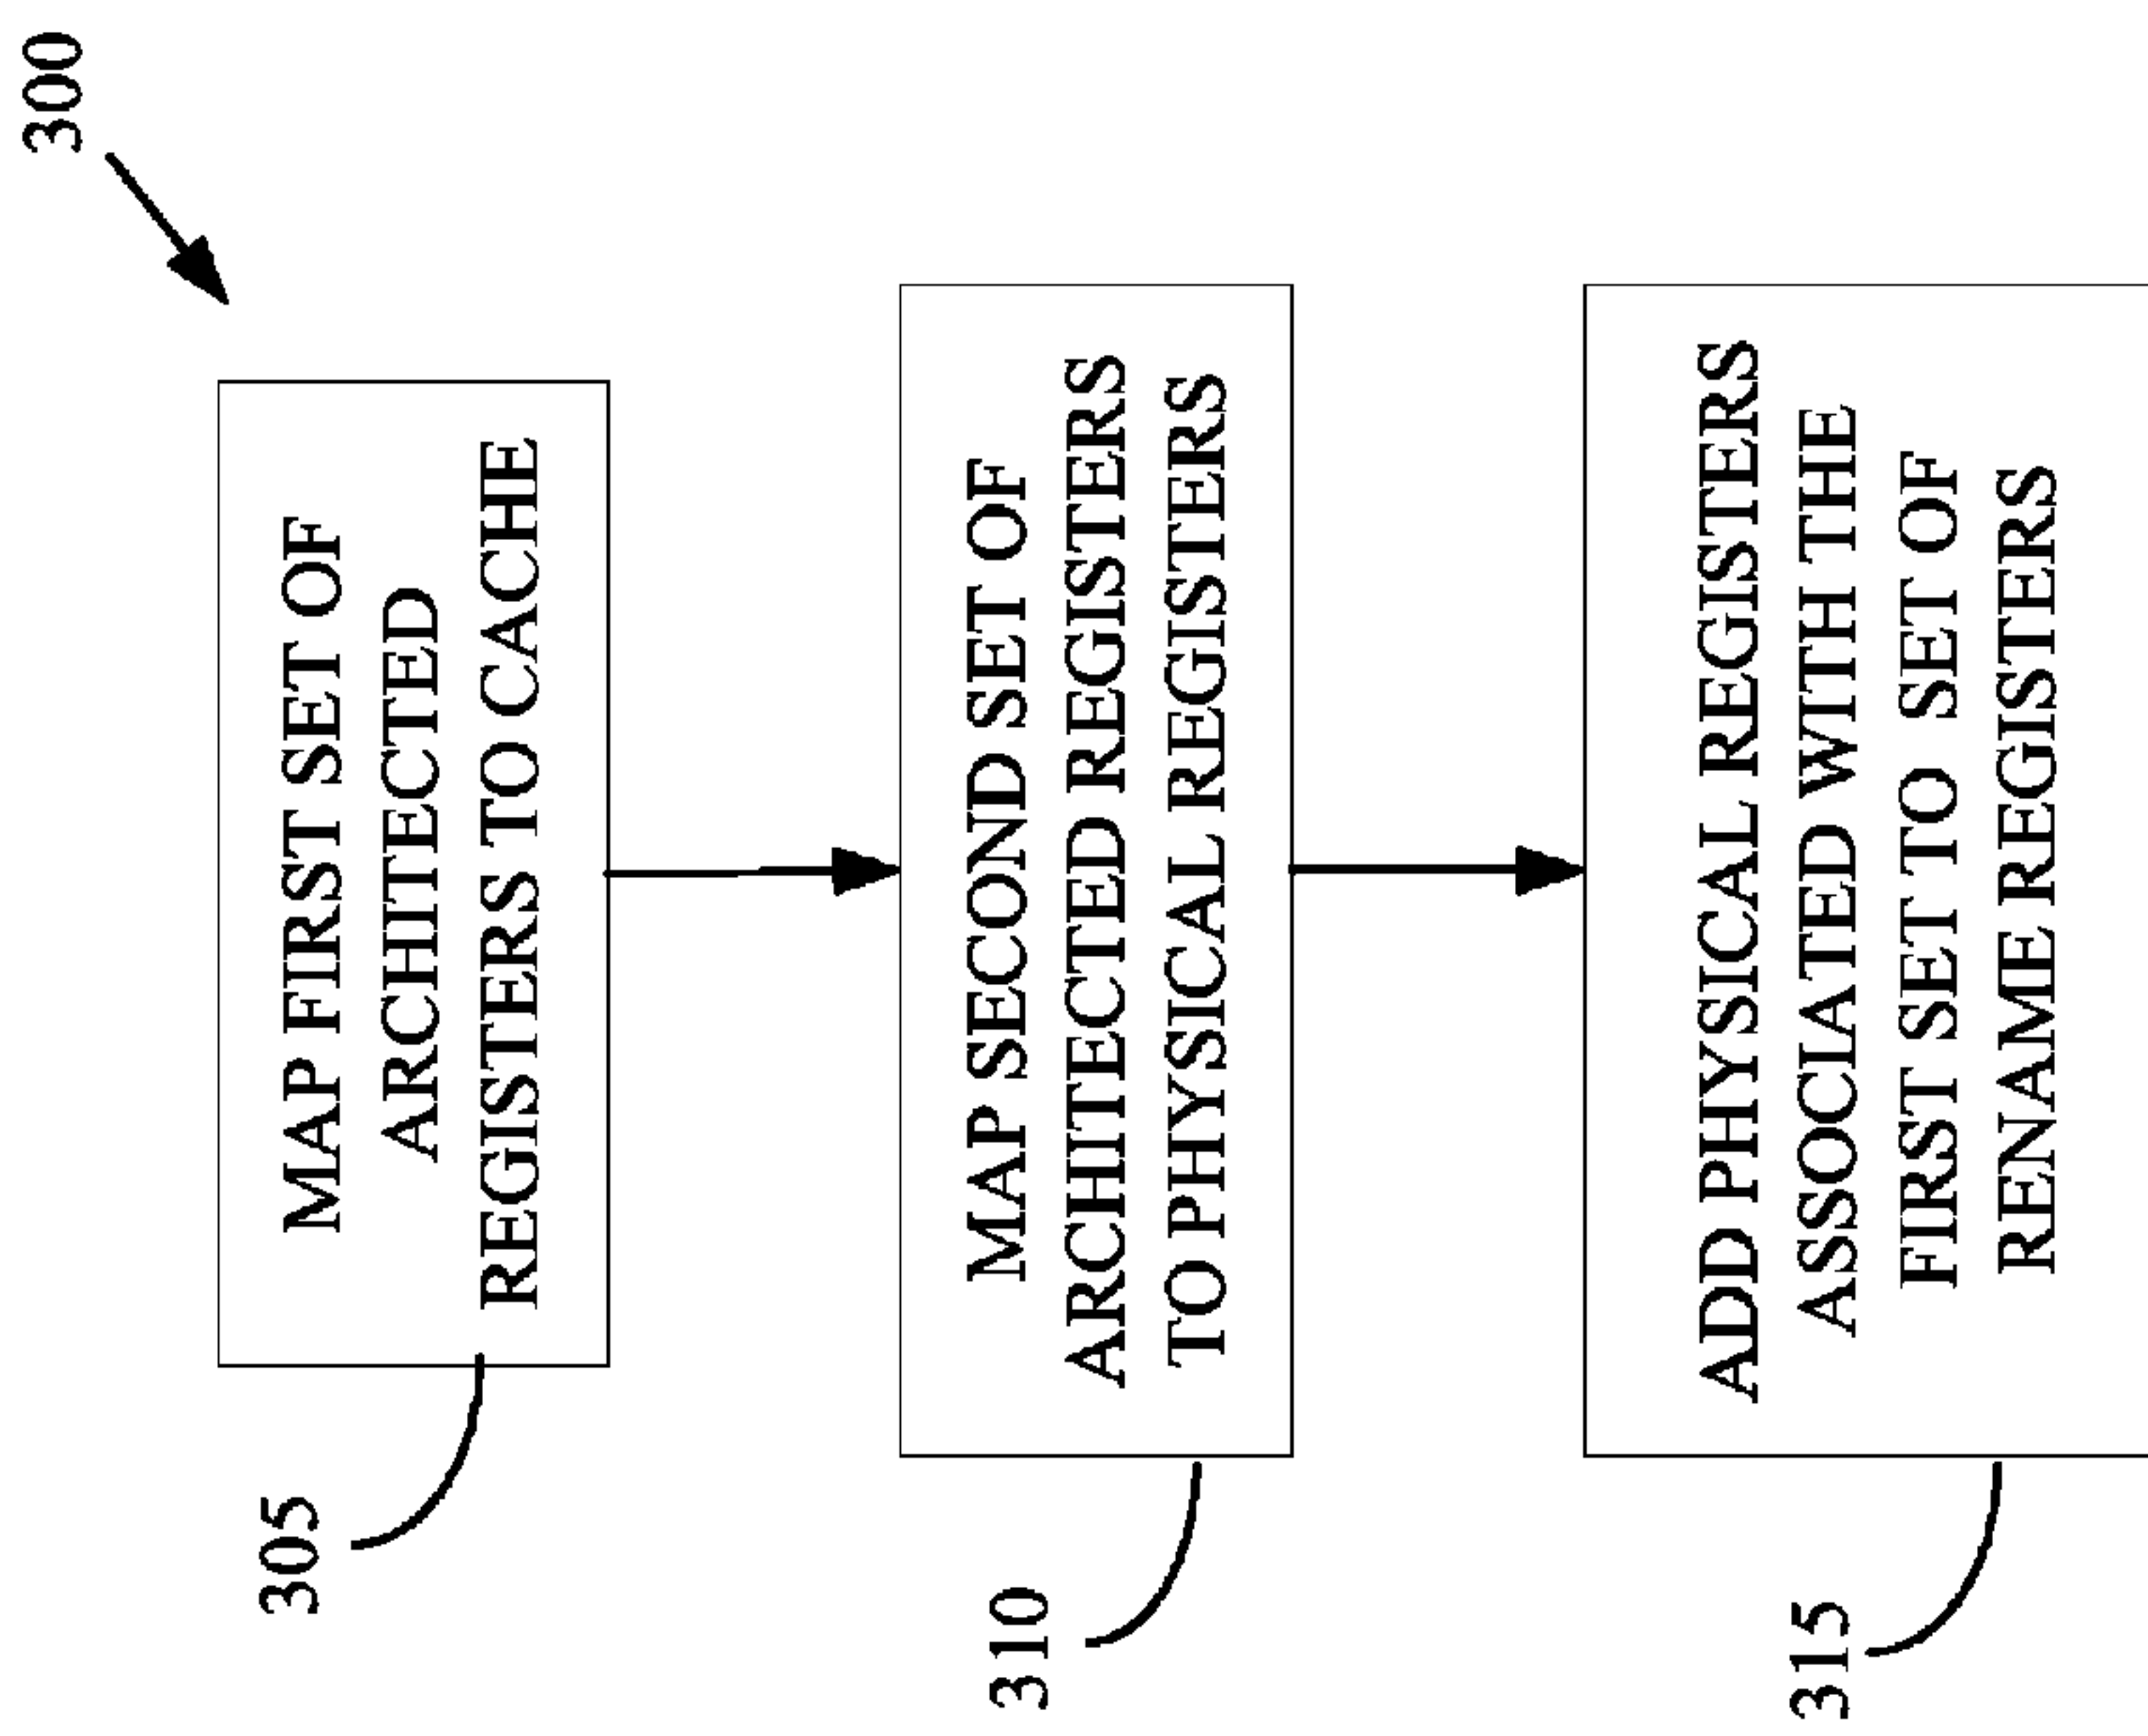 300
305
MAP FIRST SET OF
ARCHITECTED
REGISTERS TO CACHE
310
MAP SECOND SET OF
ARCHITECTED REGISTERS
TO PHYSICAL REGISTERS
315
ADD PHYSICAL REGISTERS
ASSOCIATED WITH THE
FIRST SET TO SET OF
RENAME REGISTERS